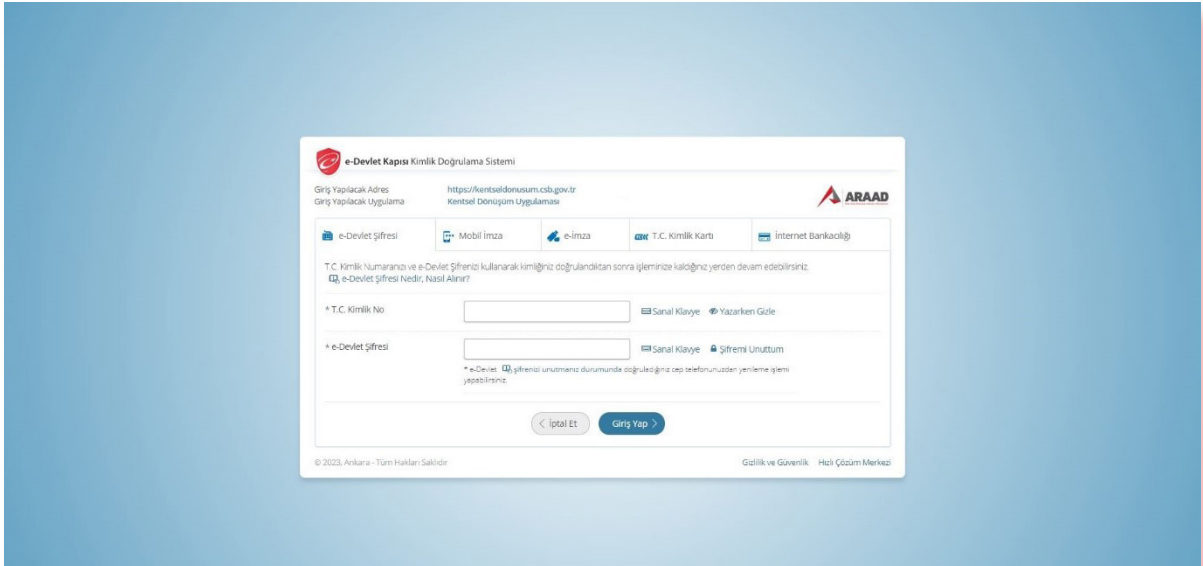 e-Devlet Kapısı Kimlik Doğrulama Sistemi
Giriş Yapılacak Adres https://kentseldonusum.csb.gov.tr
Giriş Yapılacak Uygulama Kentsel Dönüşüm Uygulaması
ARAAD
e-Devlet Şifresi Mobil İmza e-İmza T.C. Kimlik Kartı İnternet Bankacılığı
T.C. Kimlik Numaranızı ve e-Devlet Şifrenizi kullanarak kimliğiniz doğrulandıktan sonra işleminize kaldığınız yerden devam edebilirsiniz.
e-Devlet Şifresi Nedir, Nasıl Alınır?
* T.C. Kimlik No Sanal Klavye Yazarken Gizle
* e-Devlet Şifresi Sanal Klavye Şifremi Unuttum
* e-Devlet şifrenizi unutmanız durumunda doğruladığınız cep telefonunuzdan yenileme işlemi
yapabilirsiniz.
İptal Et Giriş Yap
© 2023, Ankara - Tüm Hakları Saklıdır Gizlilik ve Güvenlik Hızlı Çözüm Merkezi